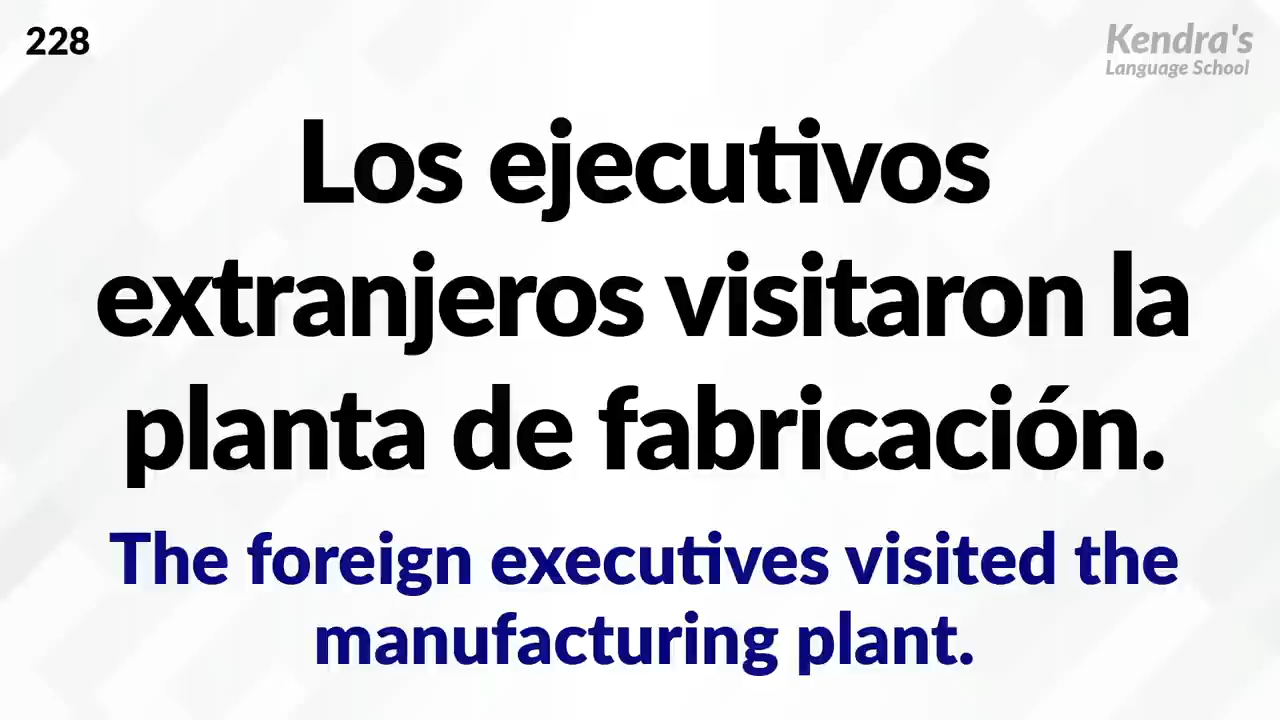 228
Kendra's
Language School
Los ejecutivos
extranjeros visitaron la
planta de fabricación.
The foreign executives visited the
manufacturing plant.